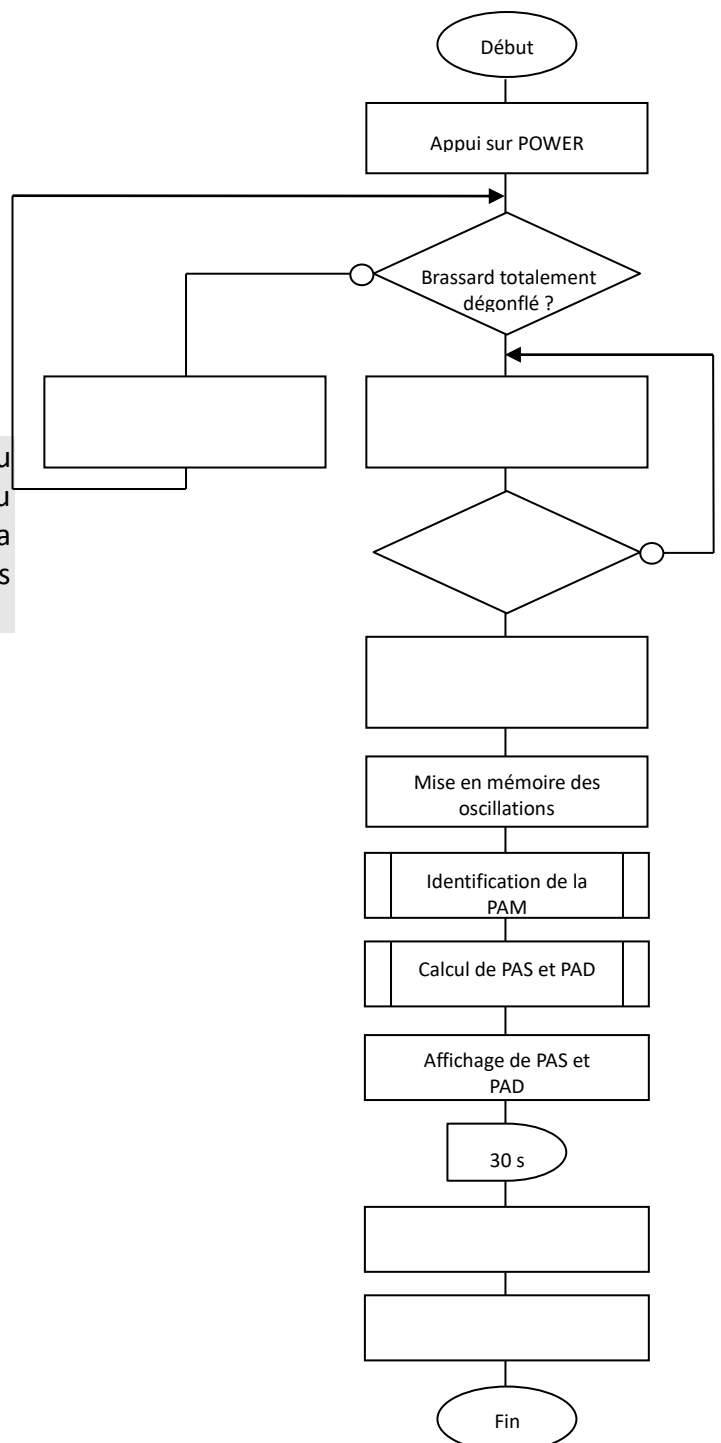 Début
Appui sur POWER
Brassard totalement
dégonflé ?
u
u
a
s
Mise en mémoire des
oscillations
Identification de la
PAM
Calcul de PAS et PAD
Affichage de PAS et
PAD
30 s
Fin